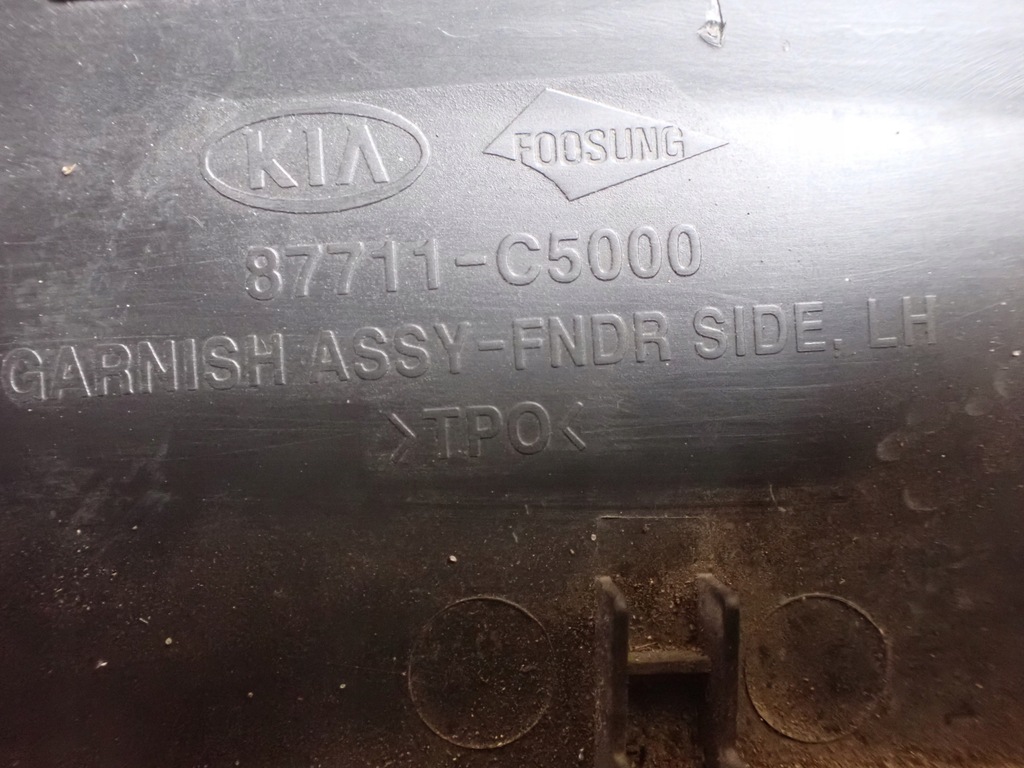 KIA FOOSUNG
87711-C5000
GARNISH ASSY-FNDR SIDE. LH
>TPO<